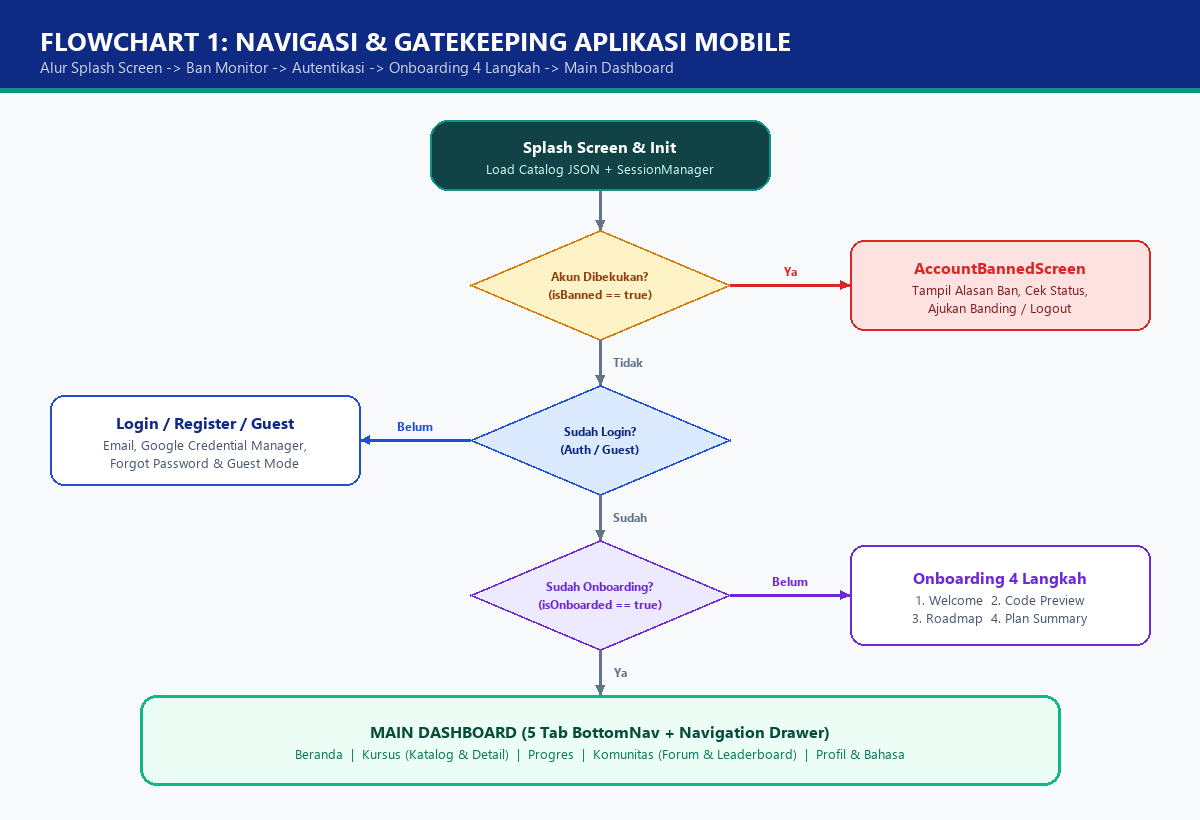 FLOWCHART 1: NAVIGASI & GATEKEEPING APLIKASI MOBILE
Alur Splash Screen -> Ban Monitor -> Autentikasi -> Onboarding 4 Langkah -> Main Dashboard
Splash Screen & Init
Load Catalog JSON + SessionManager
Akun Dibekukan?
(isBanned == true)
Ya
AccountBannedScreen
Tampil Alasan Ban, Cek Status,
Ajukan Banding / Logout
Tidak
Login / Register / Guest
Email, Google Credential Manager,
Forgot Password & Guest Mode
Belum
Sudah Login?
(Auth / Guest)
Sudah
Sudah Onboarding?
(isOnboarded == true)
Belum
Onboarding 4 Langkah
1. Welcome  2. Code Preview
3. Roadmap  4. Plan Summary
Ya
MAIN DASHBOARD (5 Tab BottomNav + Navigation Drawer)
Beranda | Kursus (Katalog & Detail) | Progres | Komunitas (Forum & Leaderboard) | Profil & Bahasa